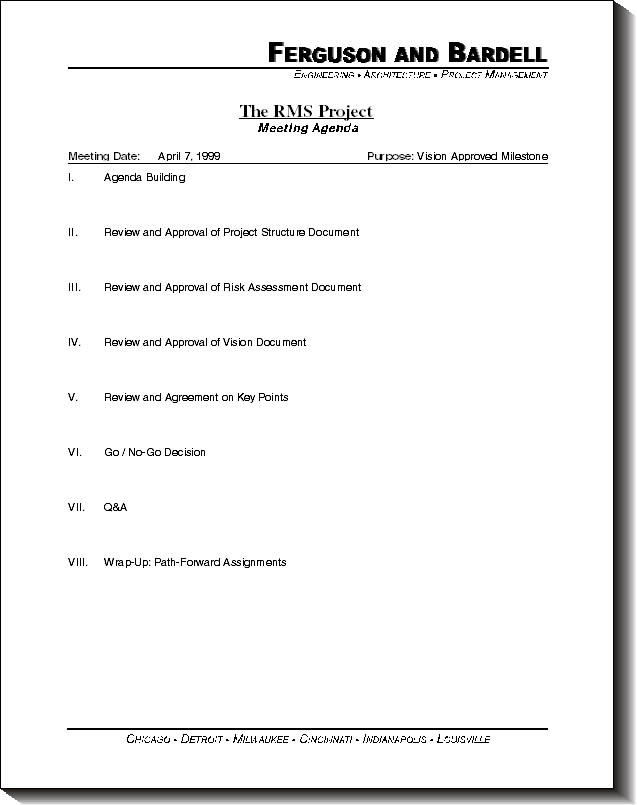 FERGUSON AND BARDELL
ENGINEERING • ARCHITECTURE • PROJECT MANAGEMENT
The RMS Project
Meeting Agenda
Meeting Date: April 7, 1999 Purpose: Vision Approved Milestone
I. Agenda Building
II. Review and Approval of Project Structure Document
III. Review and Approval of Risk Assessment Document
IV. Review and Approval of Vision Document
V. Review and Agreement on Key Points
VI. Go / No-Go Decision
VII. Q&A
VIII. Wrap-Up: Path-Forward Assignments
CHICAGO • DETROIT • MILWAUKEE • CINCINNATI • INDIANAPOLIS • LOUISVILLE